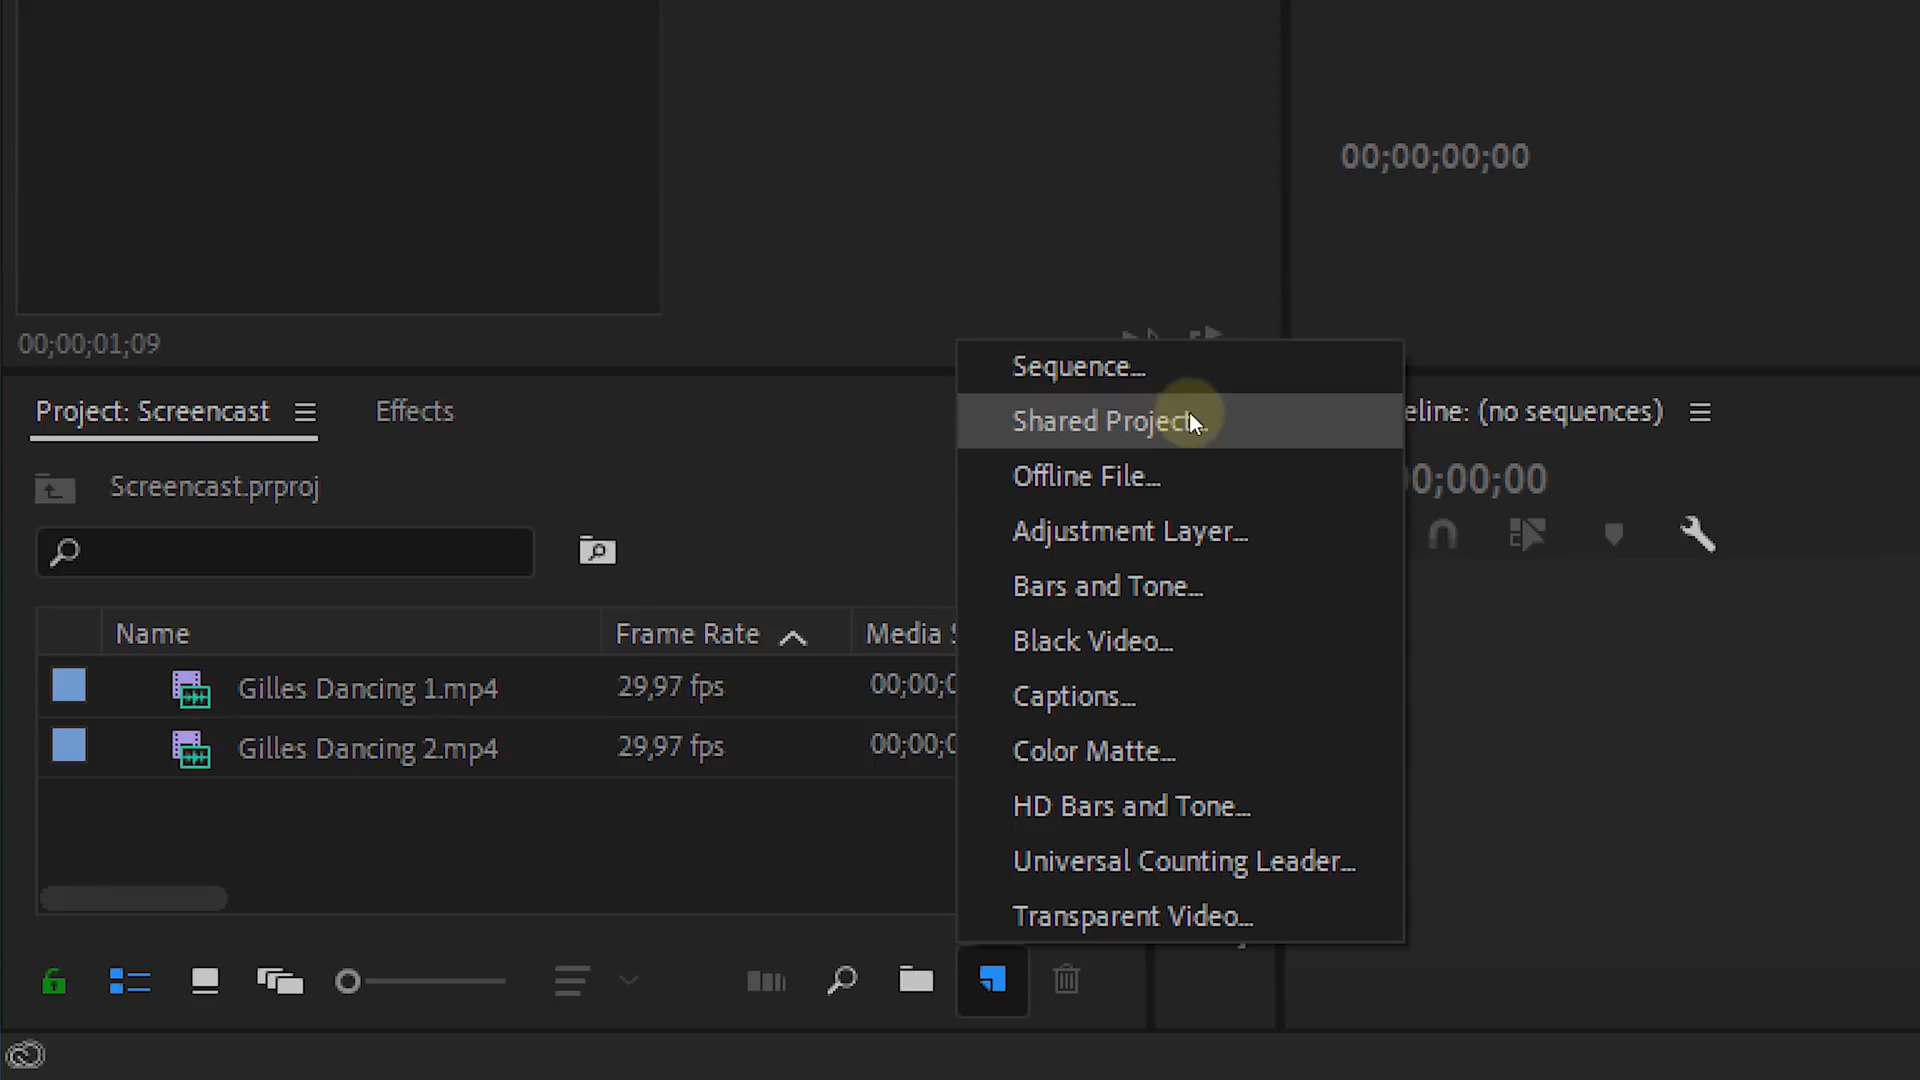 00;00;00;00
00;00;01;09
Project: Screencast
Effects
Screencast.prproj
Name
Frame Rate
Media
Gilles Dancing 1.mp4
29,97 fps
00;00;0
Gilles Dancing 2.mp4
29,97 fps
00;00;0
Sequence...
Shared Project...
Offline File...
Adjustment Layer...
Bars and Tone...
Black Video...
Captions...
Color Matte...
HD Bars and Tone...
Universal Counting Leader...
Transparent Video...
eline: (no sequences)
0;00;00